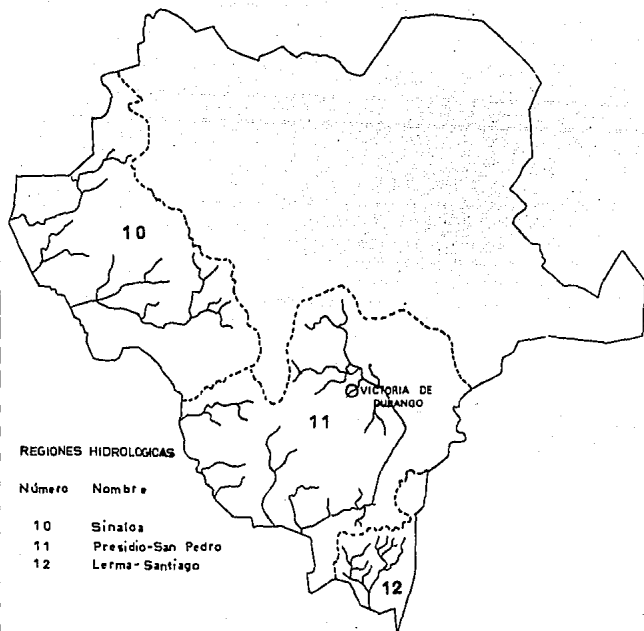 10
VICTORIA DE
DURANGO
11
REGIONES HIDROLOGICAS
Número Nombre
10 Sinaloa
11 Presidio-San Pedro
12 Lerma-Santiago
12